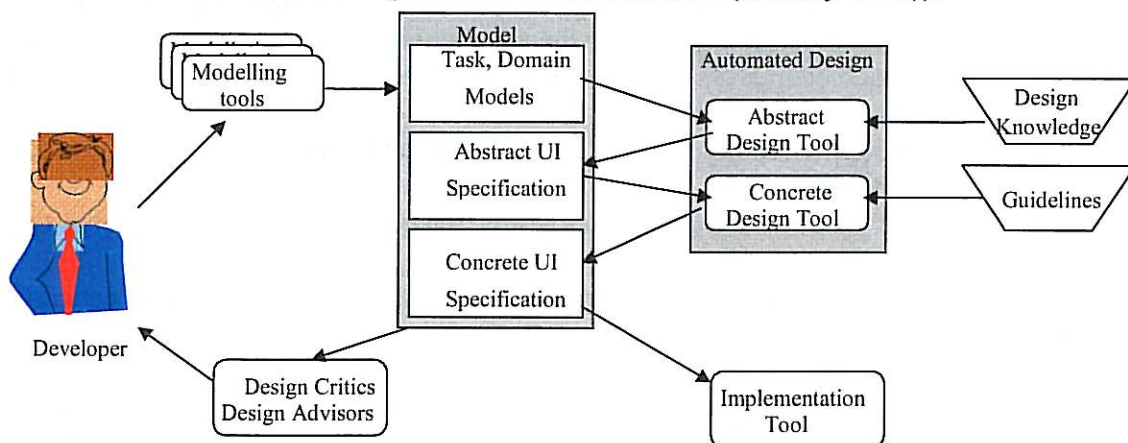 Modelling
tools
Model
Task, Domain
Models
Abstract UI
Specification
Concrete UI
Specification
Automated Design
Abstract
Design Tool
Concrete
Design Tool
Design
Knowledge
Guidelines
Developer
Design Critics
Design Advisors
Implementation
Tool